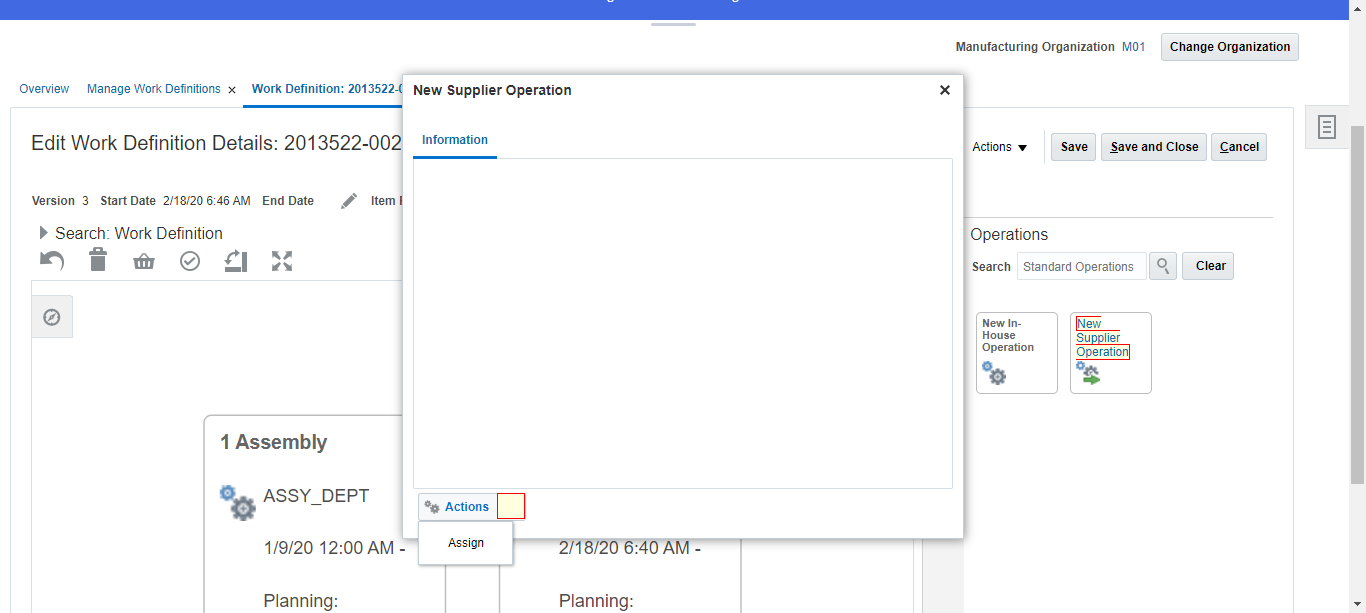 Manufacturing Organization M01 Change Organization
Overview Manage Work Definitions × Work Definition: 2013522-0
New Supplier Operation
Edit Work Definition Details: 2013522-002
Information
Actions Save Save and Close Cancel
Version 3 Start Date 2/18/20 6:46 AM End Date Item
Search: Work Definition
Operations
Search Standard Operations Clear
New In-
House
Operation
New
Supplier
Operation
1 Assembly
ASSY_DEPT
Actions
Assign
1/9/20 12:00 AM -
2/18/20 6:40 AM -
Planning:
Planning: